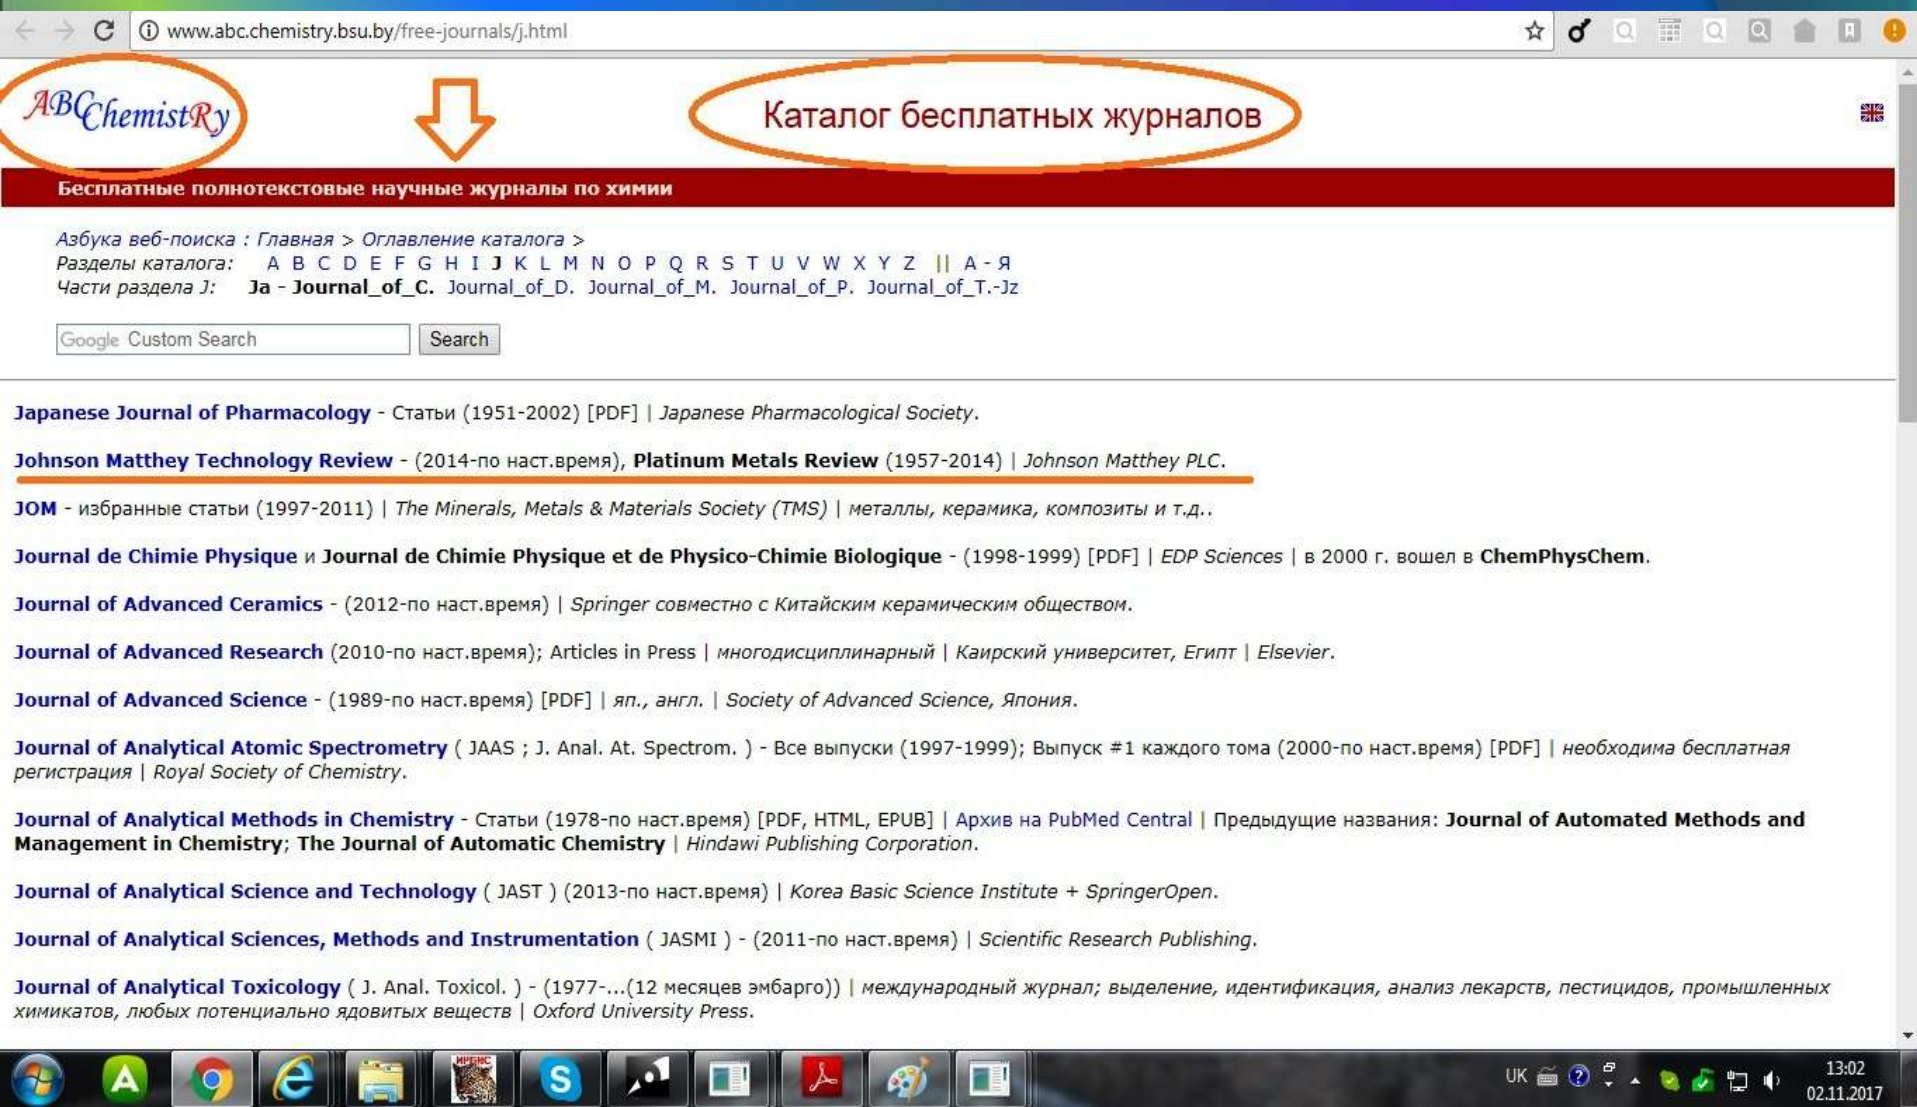 www.abc.chemistry.bsu.by/free-journals/j.html
ABCChemistRy
Каталог бесплатных журналов
Бесплатные полнотекстовые научные журналы по химии
Азбука веб-поиска : Главная > Оглавление каталога >
Разделы каталога: A B C D E F G H I J K L M N O P Q R S T U V W X Y Z || А - Я
Части раздела J: Ja - Journal_of_C. Journal_of_D. Journal_of_M. Journal_of_P. Journal_of_T.-Jz
Google Custom Search Search
Japanese Journal of Pharmacology - Статьи (1951-2002) [PDF] | Japanese Pharmacological Society.
Johnson Matthey Technology Review - (2014-по наст.время), Platinum Metals Review (1957-2014) | Johnson Matthey PLC.
JOM - избранные статьи (1997-2011) | The Minerals, Metals & Materials Society (TMS) | металлы, керамика, композиты и т.д..
Journal de Chimie Physique и Journal de Chimie Physique et de Physico-Chimie Biologique - (1998-1999) [PDF] | EDP Sciences | в 2000 г. вошел в ChemPhysChem.
Journal of Advanced Ceramics - (2012-по наст.время) | Springer совместно с Китайским керамическим обществом.
Journal of Advanced Research (2010-по наст.время); Articles in Press | многодисциплинарный | Каирский университет, Египт | Elsevier.
Journal of Advanced Science - (1989-по наст.время) [PDF] | яп., англ. | Society of Advanced Science, Япония.
Journal of Analytical Atomic Spectrometry ( JAAS ; J. Anal. At. Spectrom. ) - Все выпуски (1997-1999); Выпуск #1 каждого тома (2000-по наст.время) [PDF] | необходима бесплатная
регистрация | Royal Society of Chemistry.
Journal of Analytical Methods in Chemistry - Статьи (1978-по наст.время) [PDF, HTML, EPUB] | Архив на PubMed Central | Предыдущие названия: Journal of Automated Methods and
Management in Chemistry; The Journal of Automatic Chemistry | Hindawi Publishing Corporation.
Journal of Analytical Science and Technology ( JAST ) (2013-по наст.время) | Korea Basic Science Institute + SpringerOpen.
Journal of Analytical Sciences, Methods and Instrumentation ( JASMI ) - (2011-по наст.время) | Scientific Research Publishing.
Journal of Analytical Toxicology ( J. Anal. Toxicol. ) - (1977-...(12 месяцев эмбарго)) | международный журнал; выделение, идентификация, анализ лекарств, пестицидов, промышленных
химикатов, любых потенциально ядовитых веществ | Oxford University Press.
ИРБИС
UK 13:02
02.11.2017